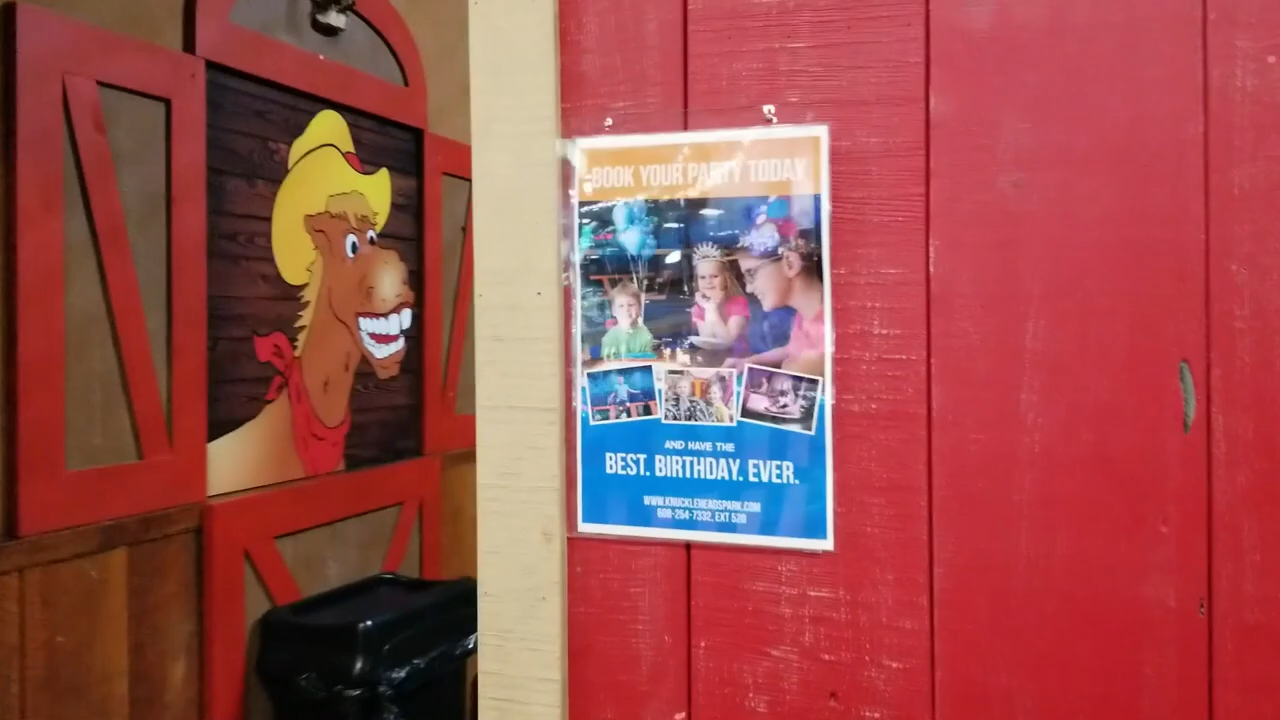 BOOK YOUR PARTY TODAY
AND HAVE THE
BEST. BIRTHDAY. EVER.
WWW.KNUCKLEHEADSPARK.COM
608-254-7332, EXT 520